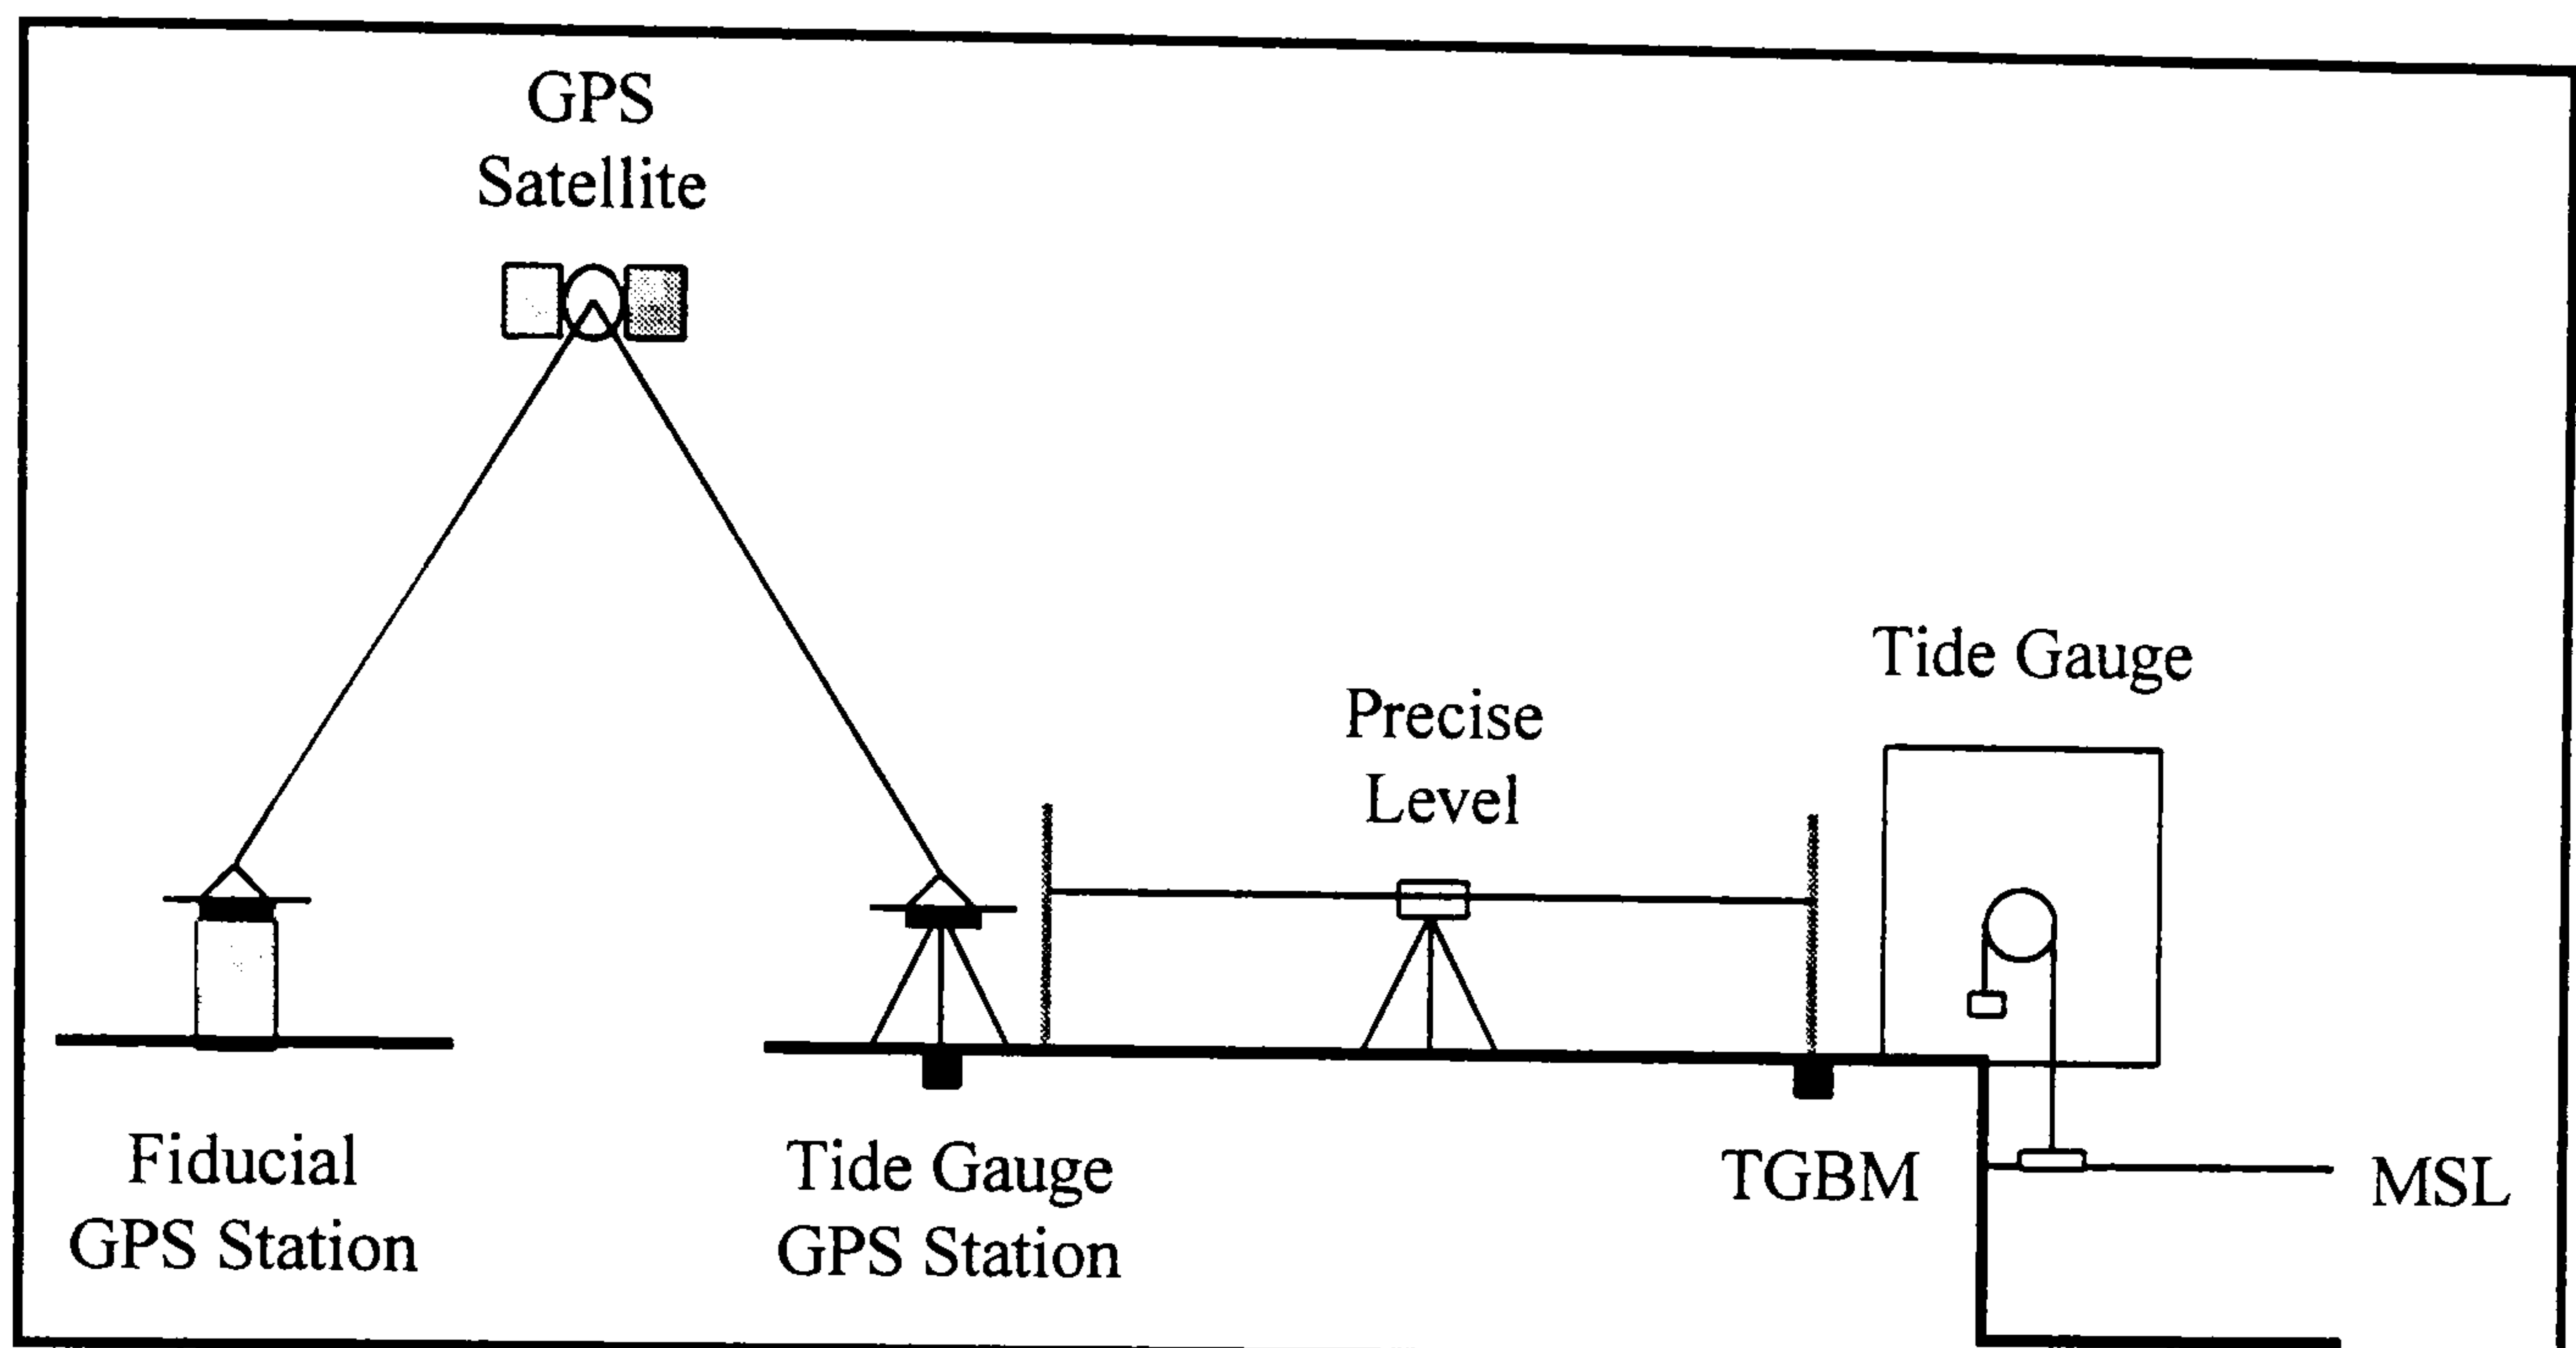 GPS
Satellite
Tide Gauge
Precise
Level
Fiducial
GPS Station
Tide Gauge
GPS Station
TGBM
MSL